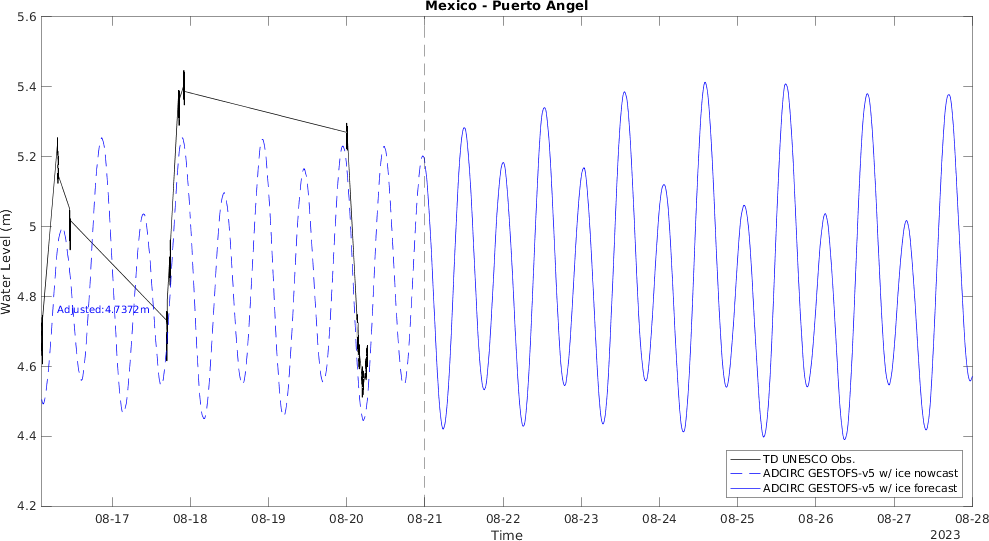 Mexico - Puerto Angel
5.6
5.4
5.2
5
4.8
4.6
4.4
4.2
Water Level (m)
Adjusted:4.7372m
TD UNESCO Obs.
ADCIRC GESTOFS-v5 w/ ice nowcast
ADCIRC GESTOFS-v5 w/ ice forecast
08-17 08-18 08-19 08-20 08-21 08-22 08-23 08-24 08-25 08-26 08-27 08-28
Time
2023